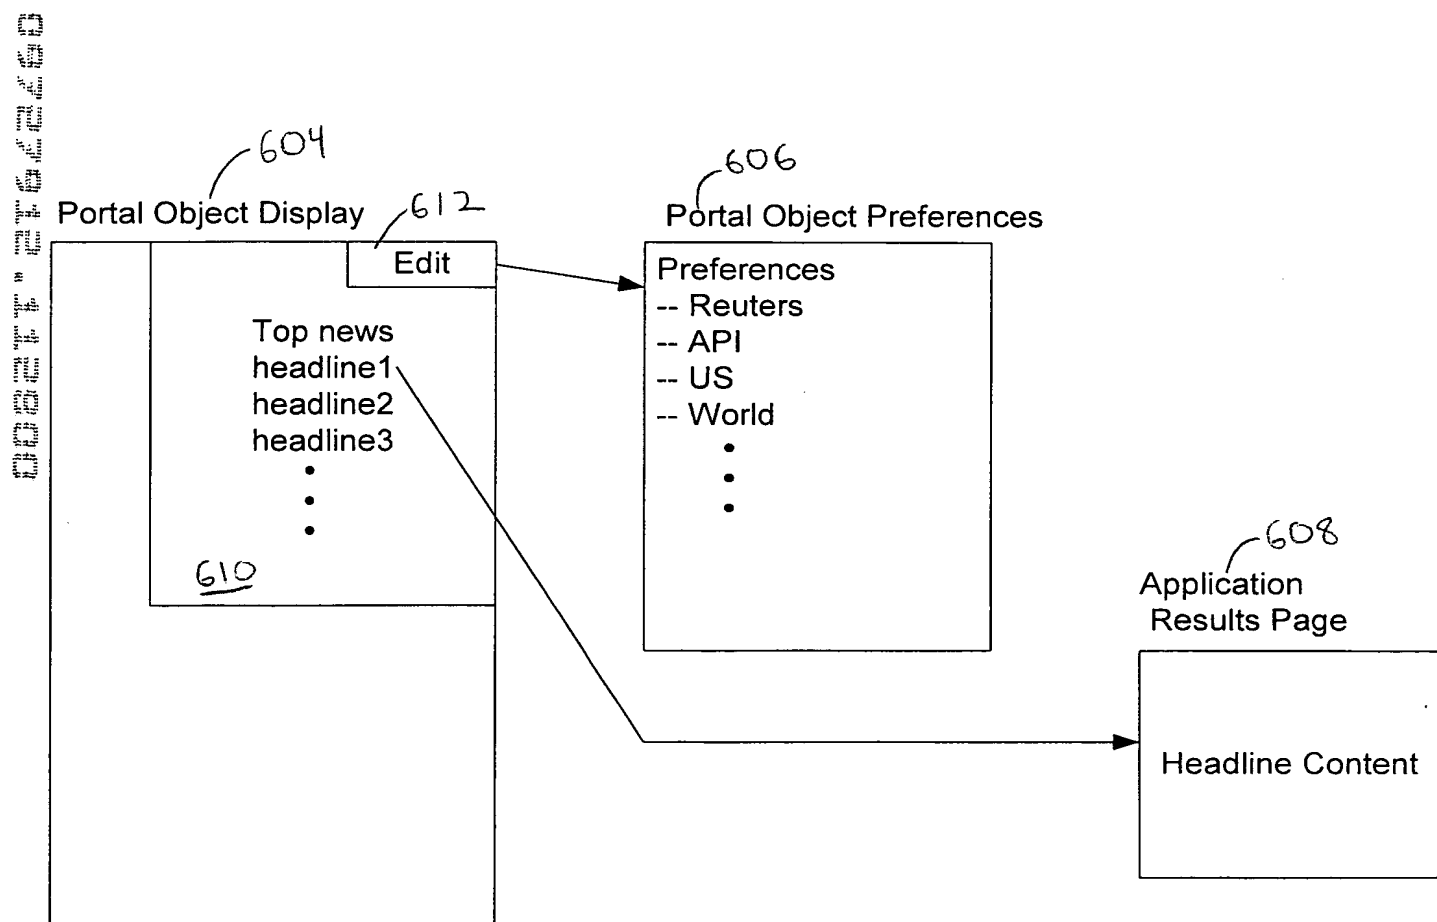 604
606
Portal Object Display
612
Portal Object Preferences
Edit
Preferences
-- Reuters
-- API
-- US
-- World
Top news
headline1
headline2
headline3
610
608
Application
Results Page
Headline Content